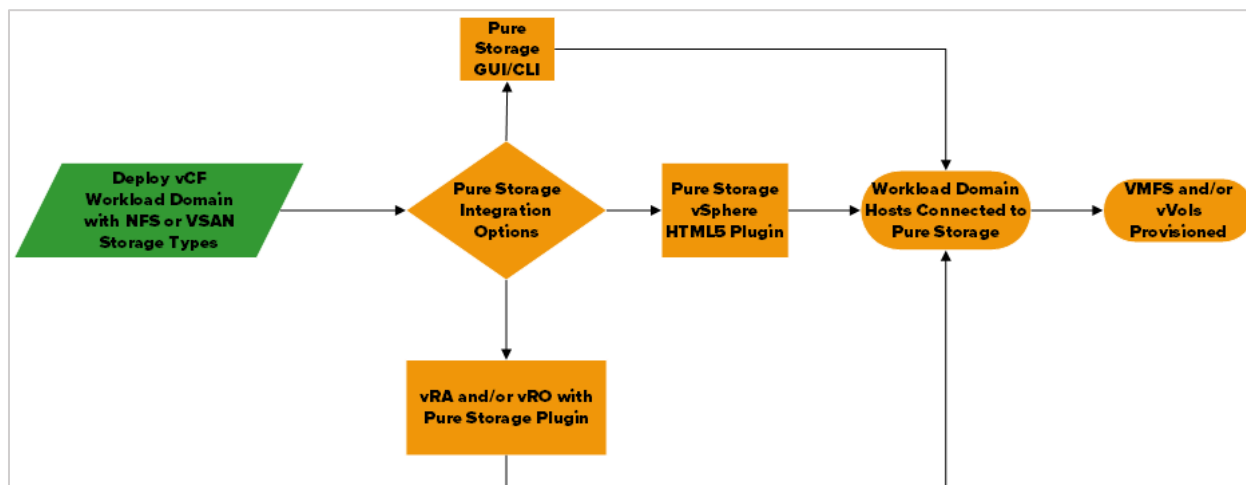 Pure
Storage
GUI/CLI
Deploy vCF
Workload Domain
with NFS or VSAN
Storage Types
Pure Storage
Integration
Options
Pure Storage
vSphere
HTML5 Plugin
Workload Domain
Hosts Connected to
Pure Storage
VMFS and/or
vVols
Provisioned
vRA and/or vRO with
Pure Storage Plugin